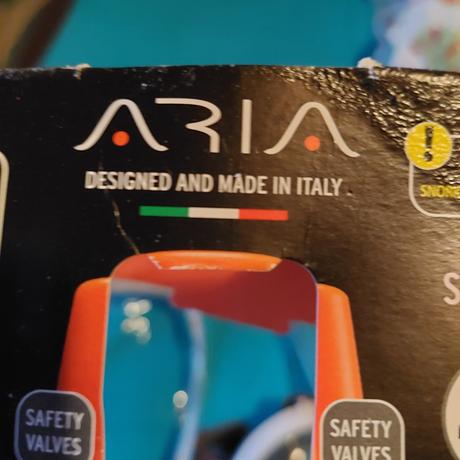 ARIA
DESIGNED AND MADE IN ITALY
SAFETY
VALVES
SAFETY
VALVES